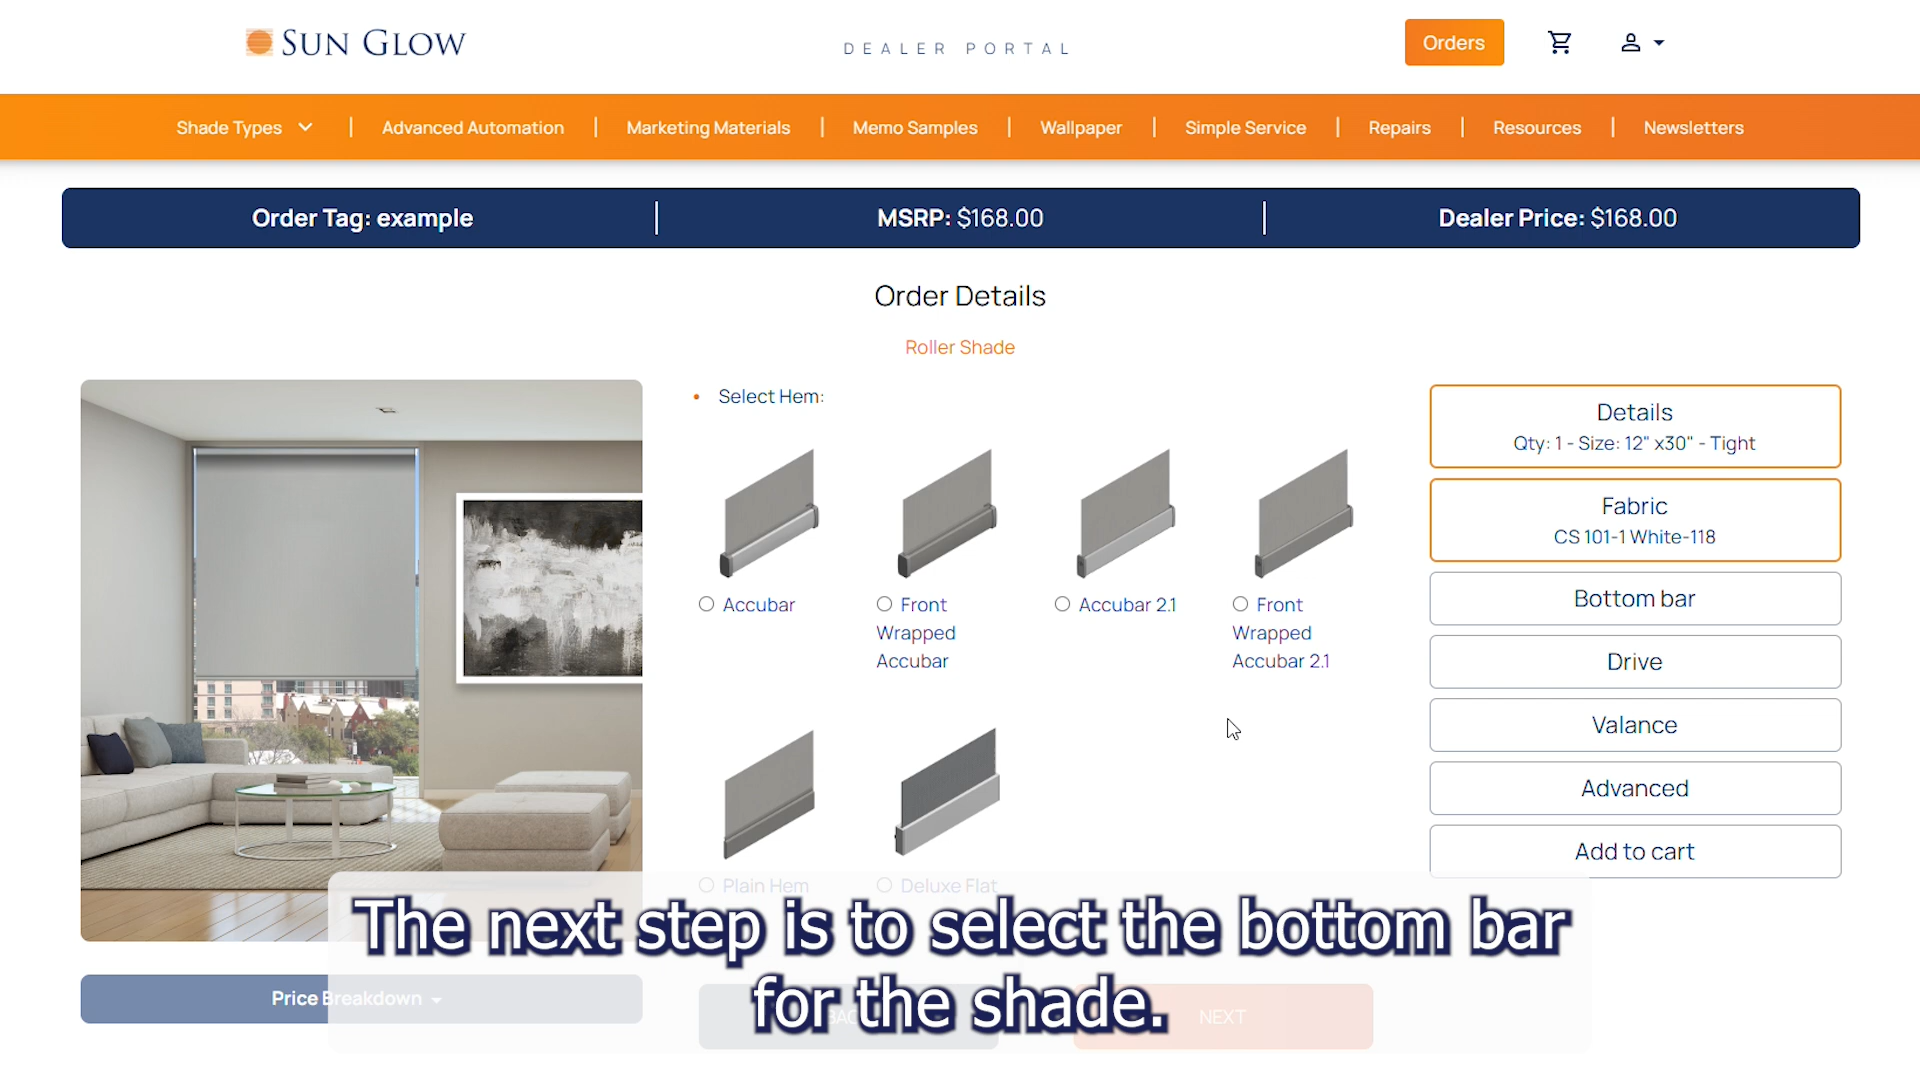 SUN GLOW
DEALER PORTAL
Orders
Shade Types | Advanced Automation | Marketing Materials | Memo Samples | Wallpaper | Simple Service | Repairs | Resources | Newsletters
Order Tag: example | MSRP: $168.00 | Dealer Price: $168.00
Order Details
Roller Shade
• Select Hem:
Accubar
Front
Wrapped
Accubar
Accubar 2.1
Front
Wrapped
Accubar 2.1
Plain Hem
Deluxe Flat
Details
Qty: 1 - Size: 12" x30" - Tight
Fabric
CS 101-1 White-118
Bottom bar
Drive
Valance
Advanced
Add to cart
Price Breakdown
BACK
NEXT
The next step is to select the bottom bar
for the shade.